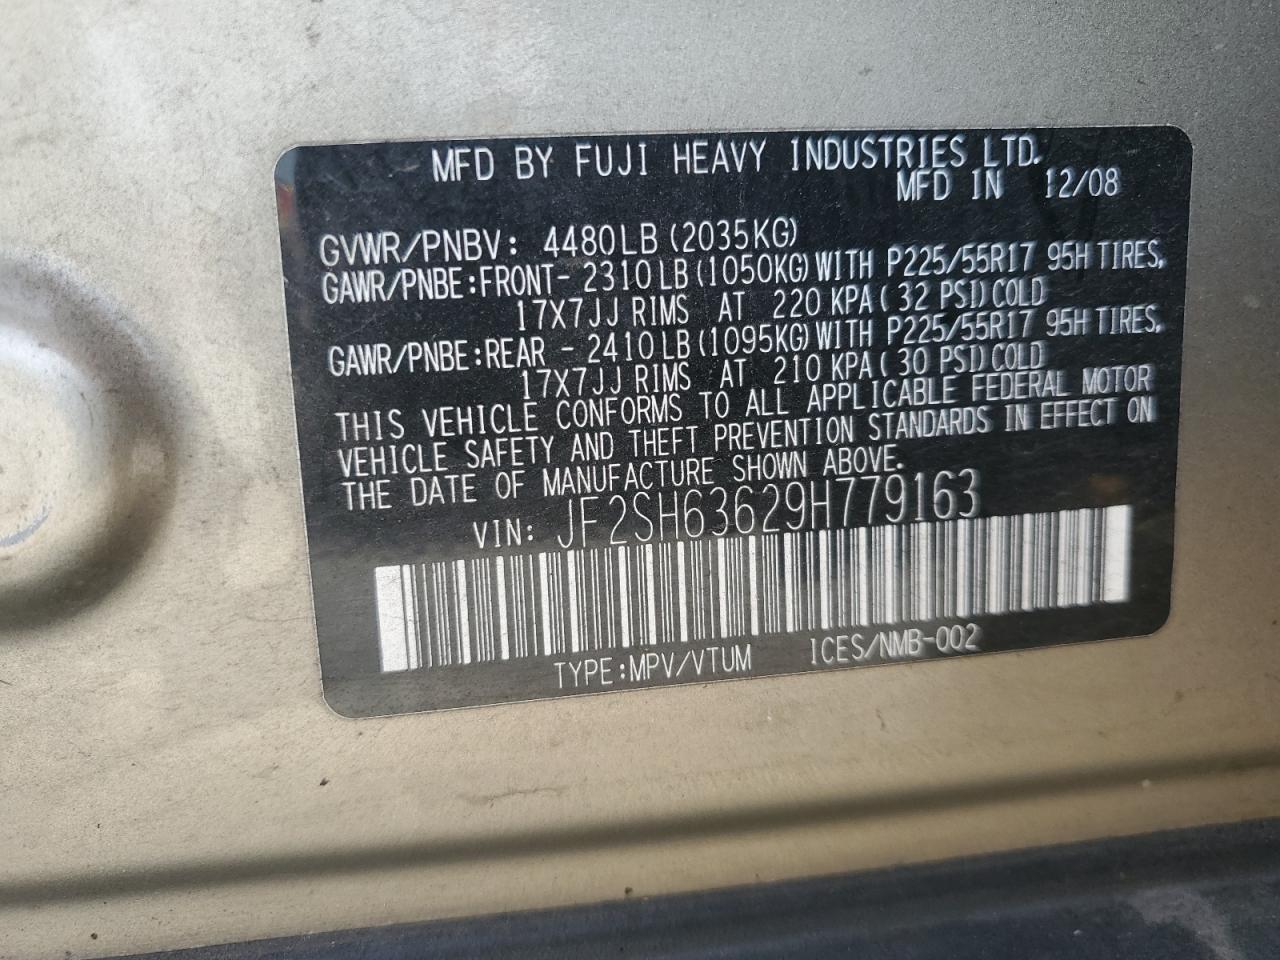 MFD BY FUJI HEAVY INDUSTRIES LTD.
MFD IN 12/08
GVWR/PNBV: 4480LB (2035KG)
GAWR/PNBE:FRONT- 2310LB (1050KG) WITH P225/55R17 95H TIRES,
17X7JJ RIMS AT 220 KPA ( 32 PSI) COLD
GAWR/PNBE:REAR - 2410LB (1095KG) WITH P225/55R17 95H TIRES,
17X7JJ RIMS AT 210 KPA ( 30 PSI) COLD
THIS VEHICLE CONFORMS TO ALL APPLICABLE FEDERAL MOTOR
VEHICLE SAFETY AND THEFT PREVENTION STANDARDS IN EFFECT ON
THE DATE OF MANUFACTURE SHOWN ABOVE.
VIN: JF2SH63629H779163
TYPE:MPV/VTUM ICES/NMB-002